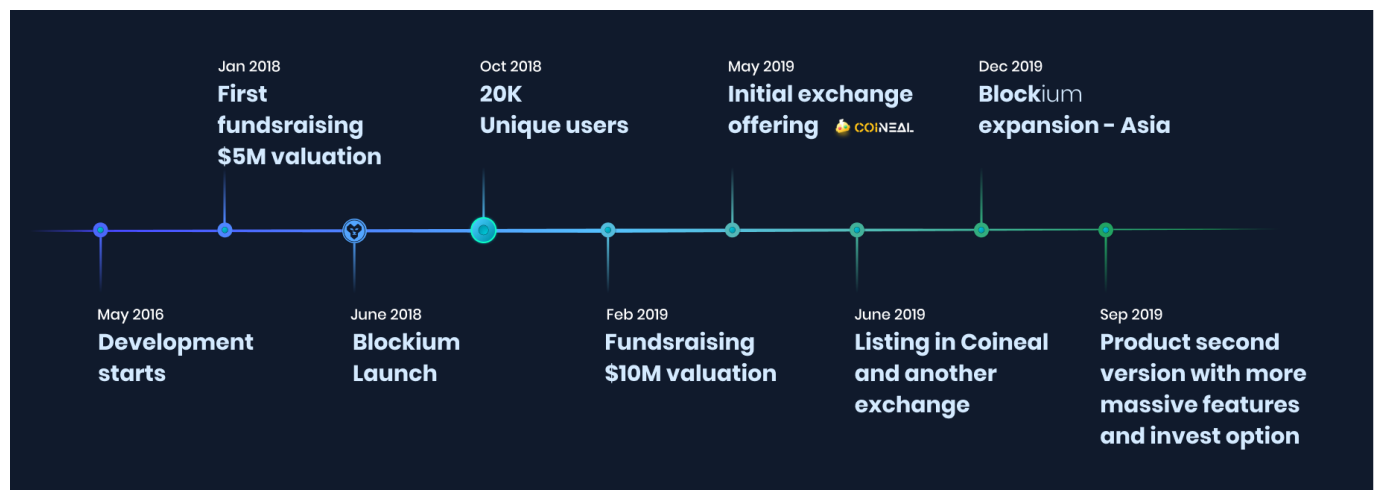 Jan 2018
First
fundsraising
$5M valuation
Oct 2018
20K
Unique users
May 2019
Initial exchange
offering COINEAL
Dec 2019
Blockium
expansion - Asia
May 2016
Development
starts
June 2018
Blockium
Launch
Feb 2019
Fundsraising
$10M valuation
June 2019
Listing in Coineal
and another
exchange
Sep 2019
Product second
version with more
massive features
and invest option